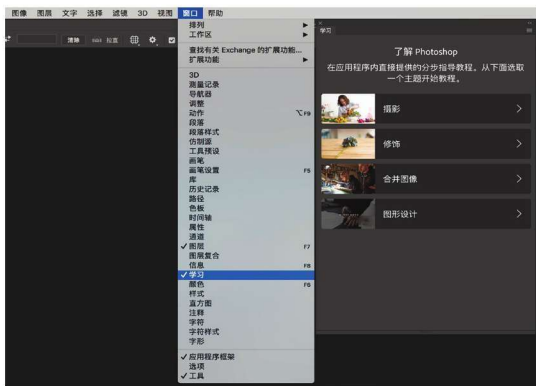 图像 图层 文字 选择 滤镜 3D 视图 窗口 帮助
清除 拉直
排列
工作区
查找有关 Exchange 的扩展功能...
扩展功能
3D
测量记录
导航器
调整
动作 ⌥F9
段落
段落样式
仿制源
工具预设
画笔
画笔设置 F5
库
历史记录
路径
色板
时间轴
属性
通道
✓图层 F7
图层复合
信息 F8
✓学习
颜色 F6
样式
直方图
注释
字符
字符样式
字形
✓应用程序框架
选项
✓工具
学习
了解 Photoshop
在应用程序内直接提供的分步指导教程。从下面选取
一个主题开始教程。
摄影
修饰
合并图像
图形设计